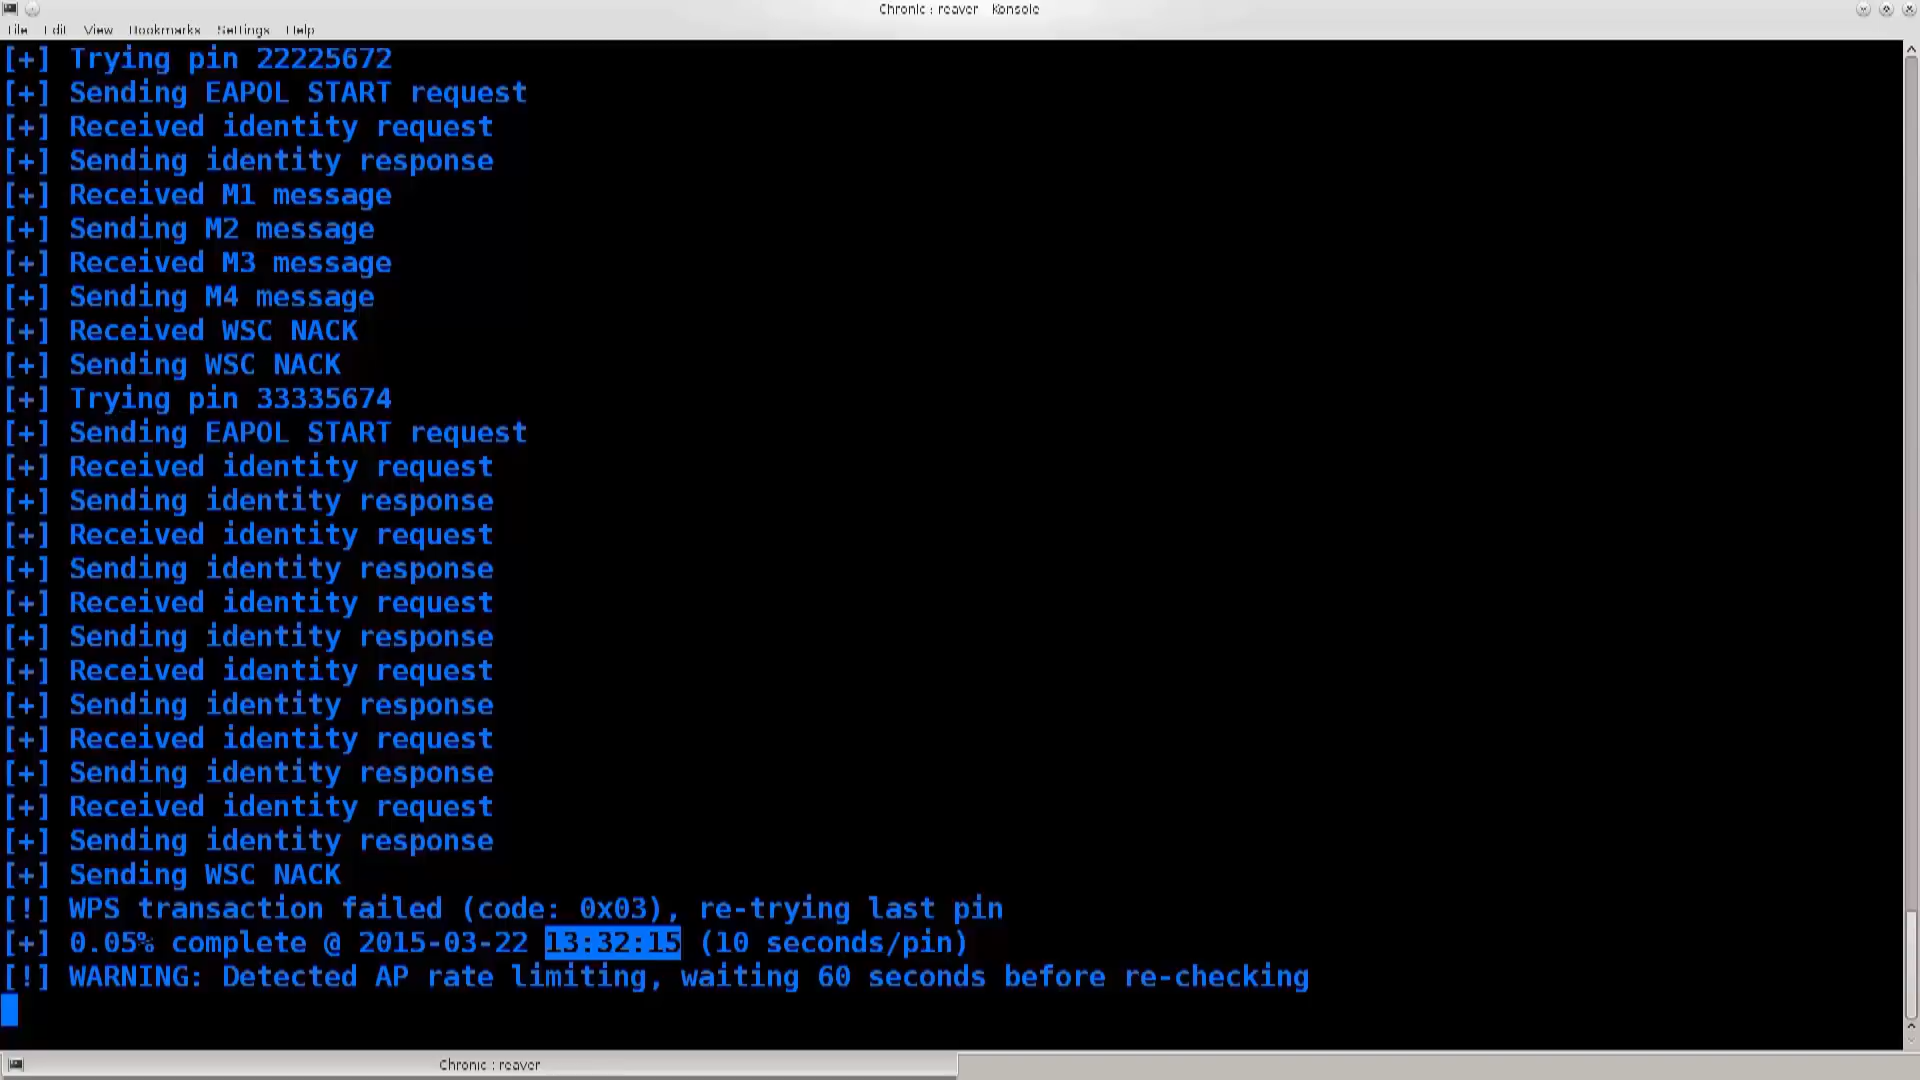 Chronic : reaver Konsole
File Edit View Bookmarks Settings Help
[+] Trying pin 22225672
[+] Sending EAPOL START request
[+] Received identity request
[+] Sending identity response
[+] Received M1 message
[+] Sending M2 message
[+] Received M3 message
[+] Sending M4 message
[+] Received WSC NACK
[+] Sending WSC NACK
[+] Trying pin 33335674
[+] Sending EAPOL START request
[+] Received identity request
[+] Sending identity response
[+] Received identity request
[+] Sending identity response
[+] Received identity request
[+] Sending identity response
[+] Received identity request
[+] Sending identity response
[+] Received identity request
[+] Sending identity response
[+] Received identity request
[+] Sending identity response
[+] Sending WSC NACK
[!] WPS transaction failed (code: 0x03), re-trying last pin
[+] 0.05% complete @ 2015-03-22 13:32:15 (10 seconds/pin)
[!] WARNING: Detected AP rate limiting, waiting 60 seconds before re-checking
Chronic : reaver